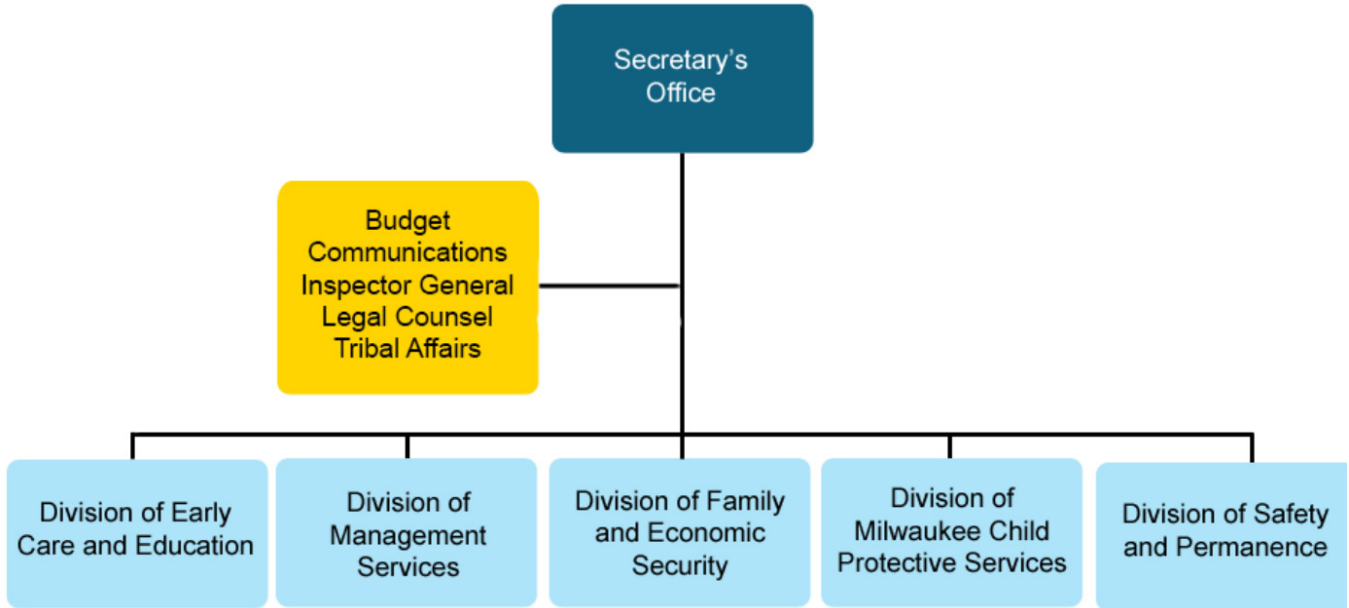 Secretary's
Office
Budget
Communications
Inspector General
Legal Counsel
Tribal Affairs
Division of Early
Care and Education
Division of
Management
Services
Division of Family
and Economic
Security
Division of
Milwaukee Child
Protective Services
Division of Safety
and Permanence